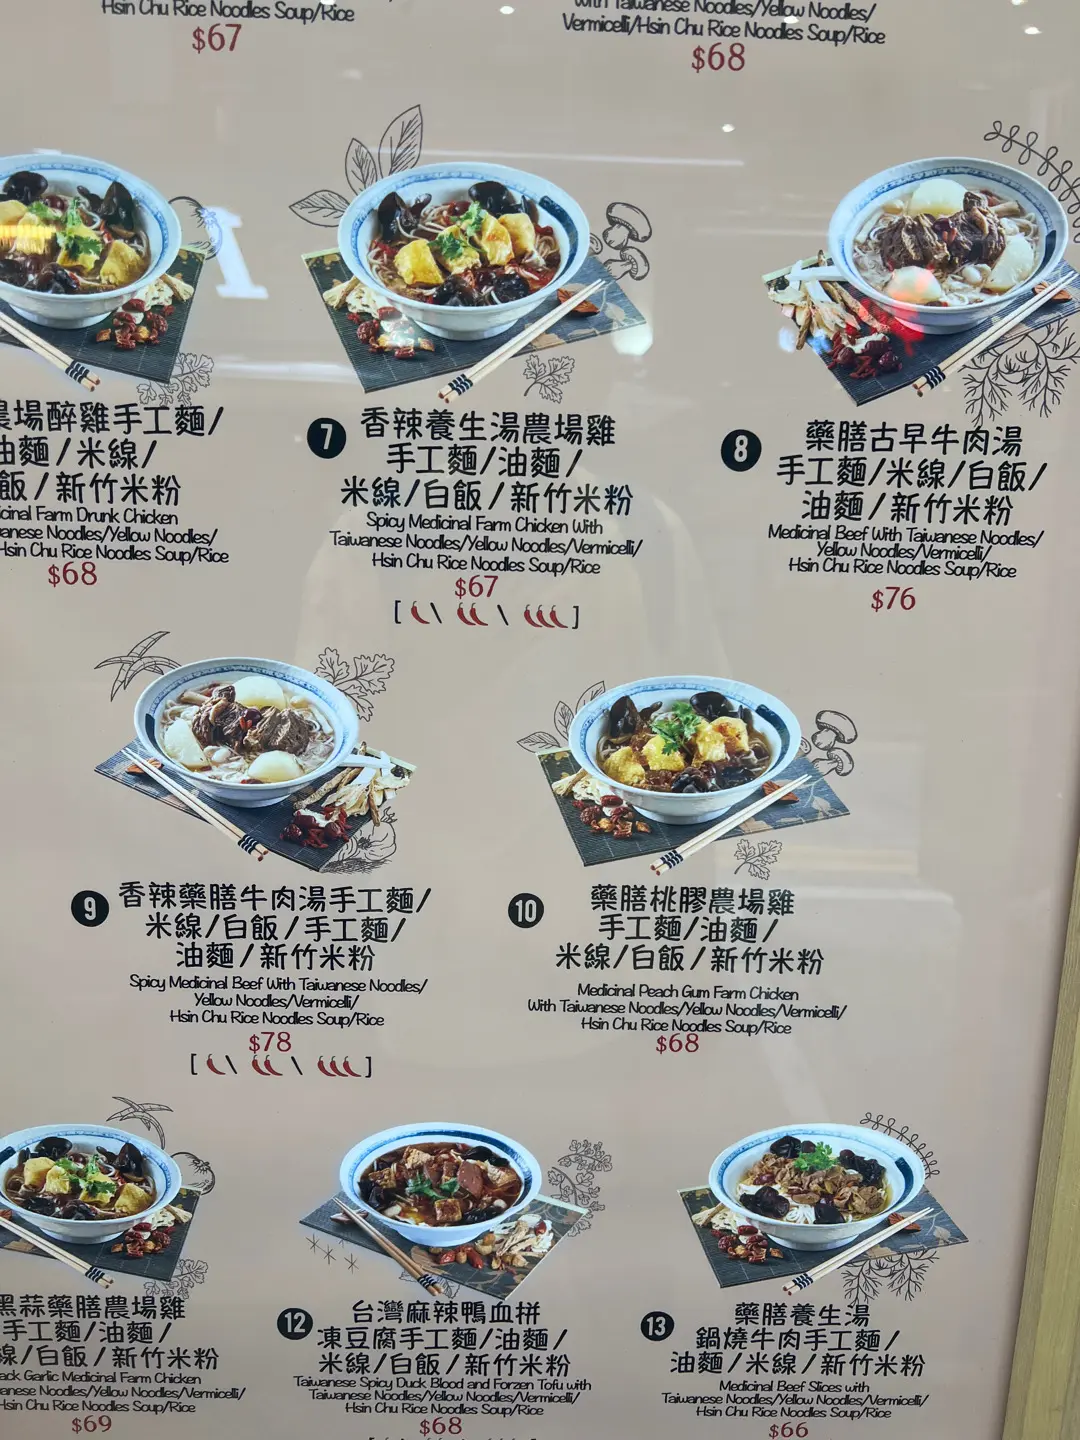 Hsin Chu Rice Noodles Soup/Rice
$67
with Taiwanese Noodles/Yellow Noodles/
Vermicelli/Hsin Chu Rice Noodles Soup/Rice
$68
農場醉雞手工麵/
油麵/米線/
飯/新竹米粉
Farm Drunk Chicken
Noodles/Yellow Noodles/
Hsin Chu Rice Noodles Soup/Rice
$68
7
香辣養生湯農場雞
手工麵/油麵/
米線/白飯/新竹米粉
Spicy Medicinal Farm Chicken With
Taiwanese Noodles/Yellow Noodles/Vermicelli/
Hsin Chu Rice Noodles Soup/Rice
$67
[ \ \ ]
8
藥膳古早牛肉湯
手工麵/米線/白飯/
油麵/新竹米粉
Medicinal Beef With Taiwanese Noodles/
Yellow Noodles/Vermicelli/
Hsin Chu Rice Noodles Soup/Rice
$76
9
香辣藥膳牛肉湯手工麵/
米線/白飯/手工麵/
油麵/新竹米粉
Spicy Medicinal Beef With Taiwanese Noodles/
Yellow Noodles/Vermicelli/
Hsin Chu Rice Noodles Soup/Rice
$78
[ \ \ ]
10
藥膳桃膠農場雞
手工麵/油麵/
米線/白飯/新竹米粉
Medicinal Peach Gum Farm Chicken
With Taiwanese Noodles/Yellow Noodles/Vermicelli/
Hsin Chu Rice Noodles Soup/Rice
$68
黑蒜藥膳農場雞
手工麵/油麵/
線/白飯/新竹米粉
Garlic Medicinal Farm Chicken
Noodles/Yellow Noodles/Vermicelli/
Hsin Chu Rice Noodles Soup/Rice
$69
12
台灣麻辣鴨血拼
凍豆腐手工麵/油麵/
米線/白飯/新竹米粉
Taiwanese Spicy Duck Blood and Forzen Tofu with
Taiwanese Noodles/Yellow Noodles/Vermicelli/
Hsin Chu Rice Noodles Soup/Rice
$68
13
藥膳養生湯
鍋燒牛肉手工麵/
油麵/米線/新竹米粉
Medicinal Beef Slices with
Taiwanese Noodles/Yellow Noodles/Vermicelli/
Hsin Chu Rice Noodles Soup/Rice
$66